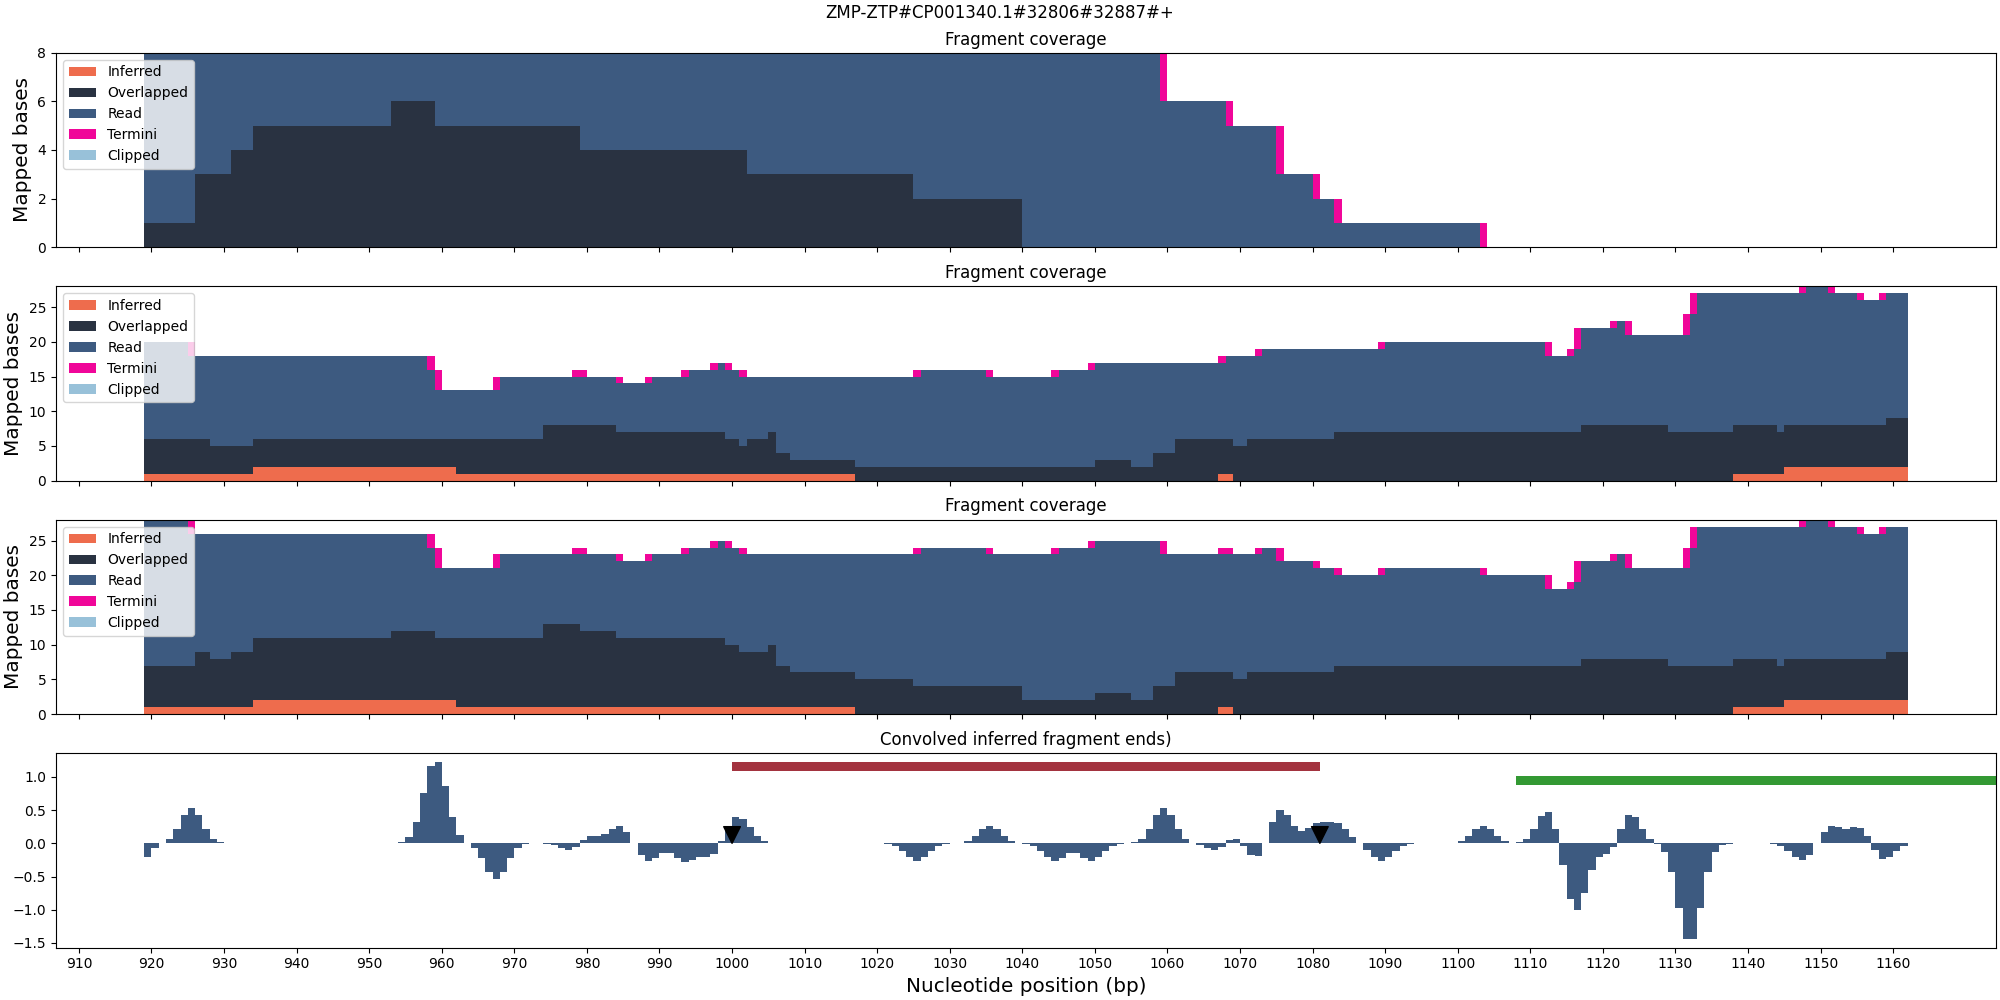 ZMP-ZTP#CP001340.1#32806#32887#+
Fragment coverage
Mapped bases
8
6
4
2
0
Inferred
Overlapped
Read
Termini
Clipped
Fragment coverage
Mapped bases
25
20
15
10
5
0
Inferred
Overlapped
Read
Termini
Clipped
Fragment coverage
Mapped bases
25
20
15
10
5
0
Inferred
Overlapped
Read
Termini
Clipped
Convolved inferred fragment ends)
1.0
0.5
0.0
−0.5
−1.0
−1.5
910 920 930 940 950 960 970 980 990 1000 1010 1020 1030 1040 1050 1060 1070 1080 1090 1100 1110 1120 1130 1140 1150 1160
Nucleotide position (bp)